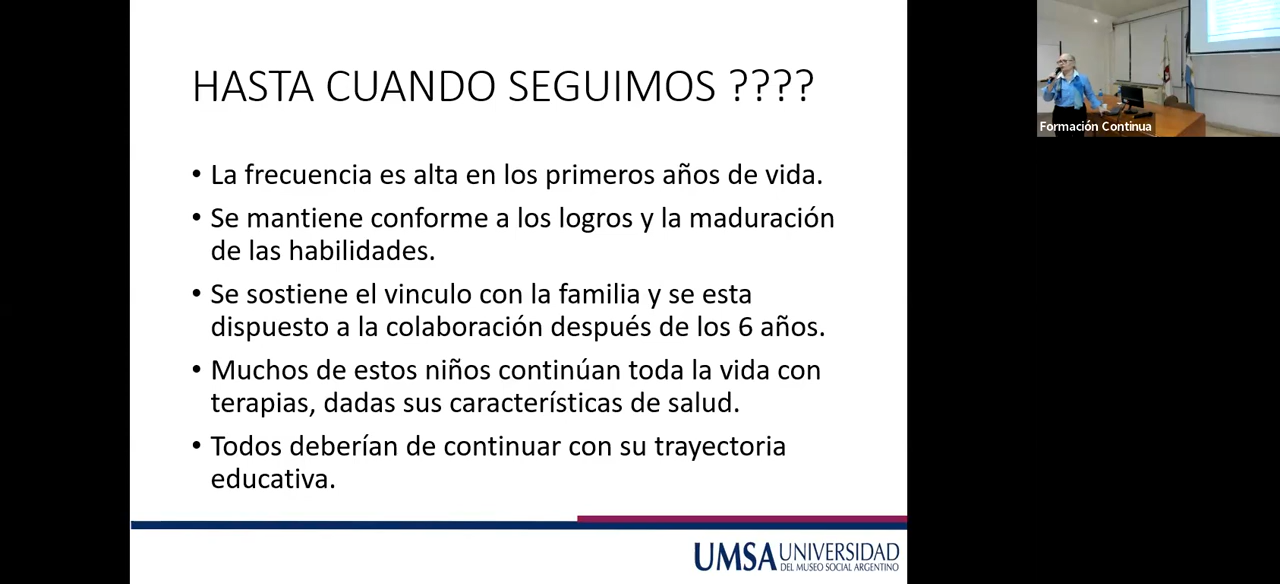 HASTA CUANDO SEGUIMOS ????
• La frecuencia es alta en los primeros años de vida.
• Se mantiene conforme a los logros y la maduración
de las habilidades.
• Se sostiene el vinculo con la familia y se esta
dispuesto a la colaboración después de los 6 años.
• Muchos de estos niños continúan toda la vida con
terapias, dadas sus características de salud.
• Todos deberían de continuar con su trayectoria
educativa.
UMSA UNIVERSIDAD
DEL MUSEO SOCIAL ARGENTINO
Formación Continua